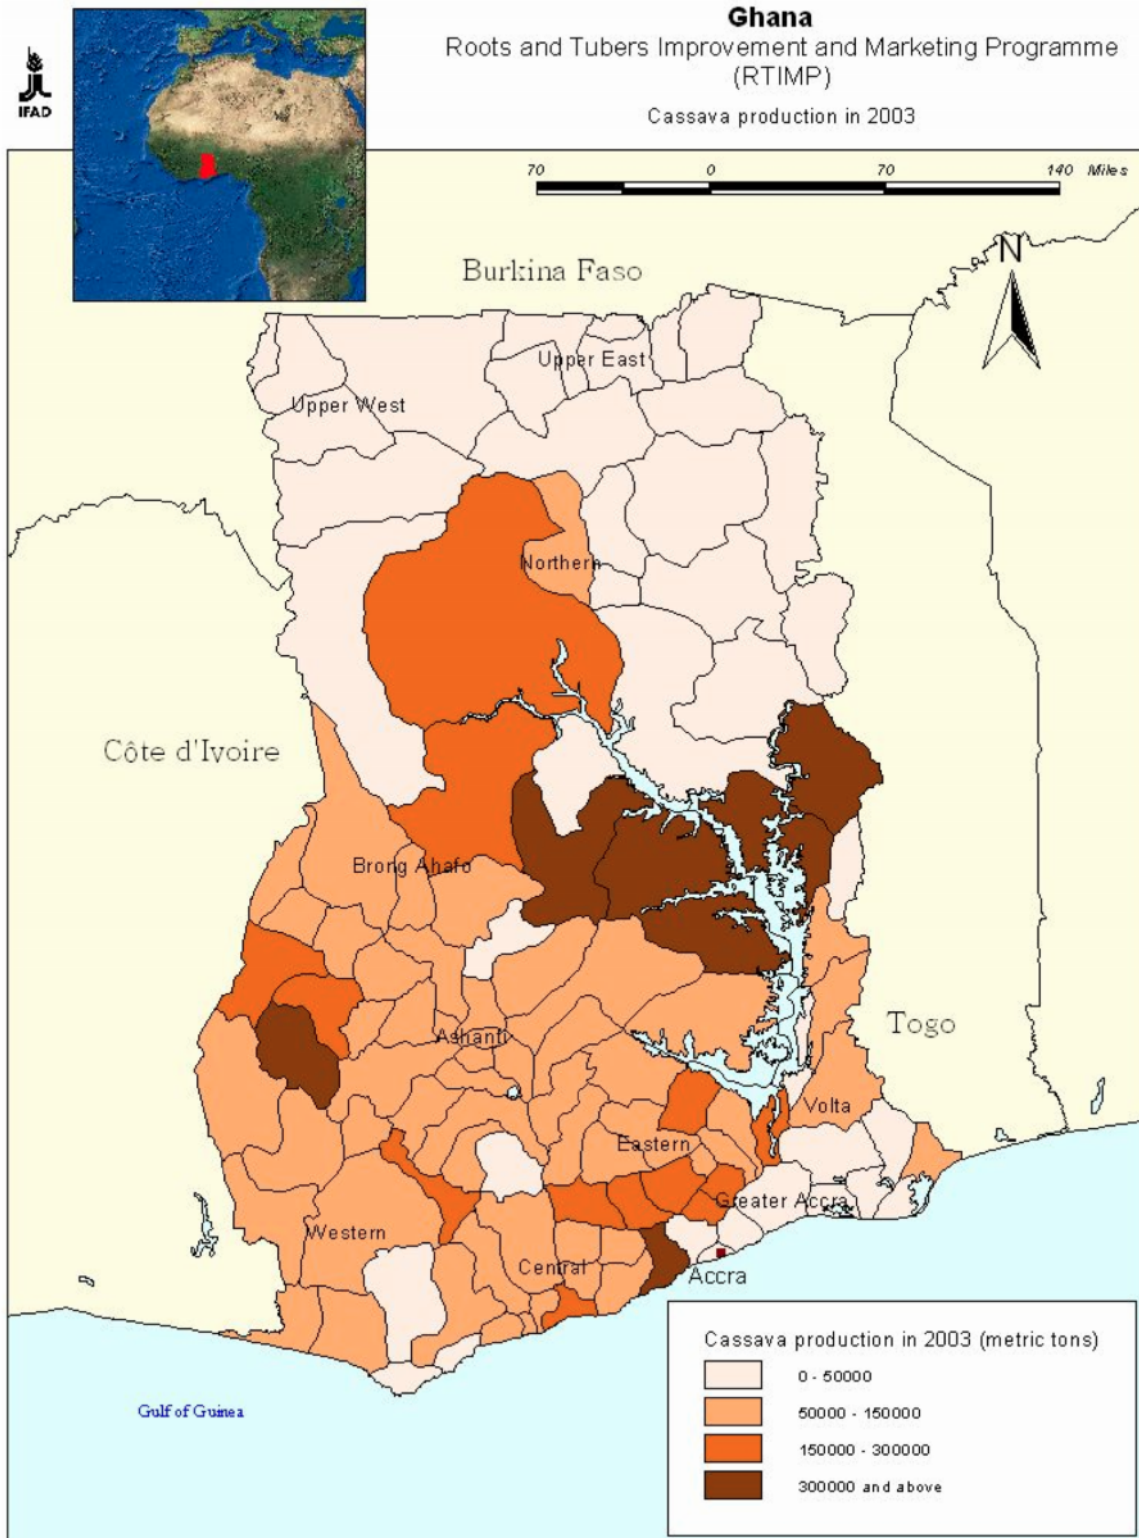 Ghana
Roots and Tubers Improvement and Marketing Programme
(RTIMP)
Cassava production in 2003
IFAD
70 0 70 140 Miles
N
Burkina Faso
Upper East
Upper West
Northern
Côte d'Ivoire
Brong Ahafo
Togo
Ashanti
Volta
Eastern
Greater Accra
Western
Central
Accra
Gulf of Guinea
Cassava production in 2003 (metric tons)
0 - 50000
50000 - 150000
150000 - 300000
300000 and above